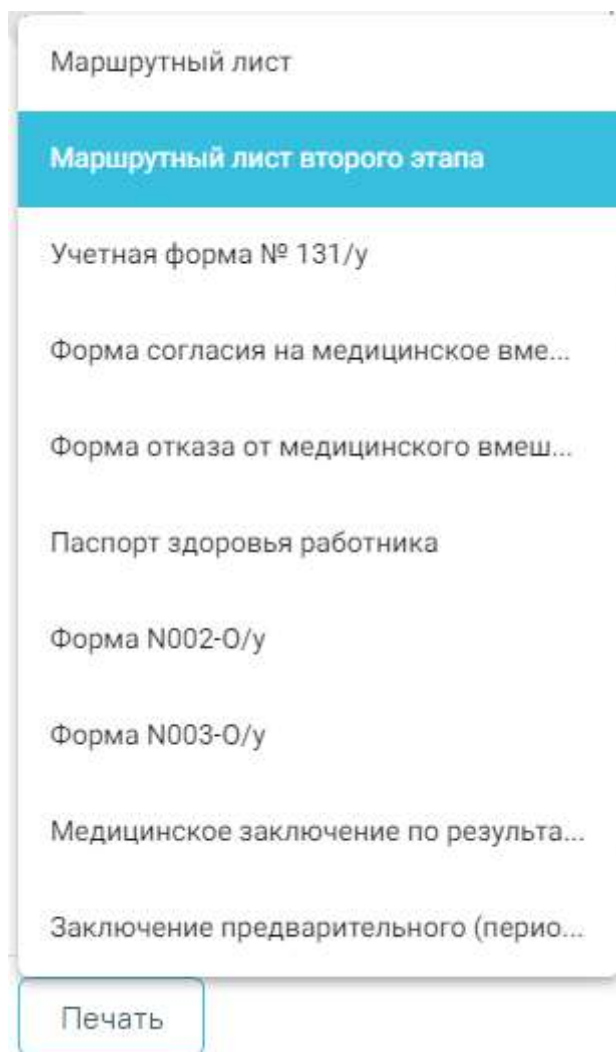 Маршрутный лист
Маршрутный лист второго этапа
Учетная форма № 131/у
Форма согласия на медицинское вме...
Форма отказа от медицинского вмеш...
Паспорт здоровья работника
Форма N002-О/у
Форма N003-О/у
Медицинское заключение по результа...
Заключение предварительного (перио...
Печать